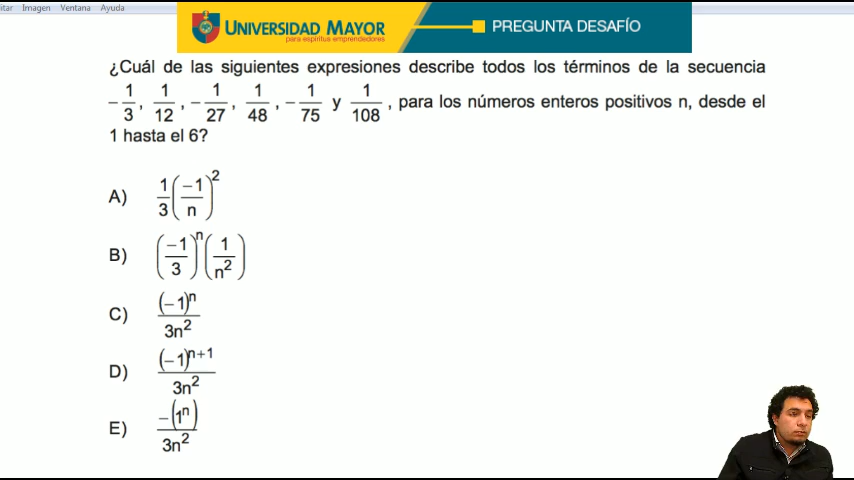 itar Imagen Ventana Ayuda
UNIVERSIDAD MAYOR
para espíritus emprendedores
PREGUNTA DESAFÍO
¿Cuál de las siguientes expresiones describe todos los términos de la secuencia
-1/3, 1/12, -1/27, 1/48, -1/75 y 1/108, para los números enteros positivos n, desde el
1 hasta el 6?
A) 1/3(-1/n)^2
B) (-1/3)^n(1/n^2)
C) (-1)^n/3n^2
D) (-1)^n+1/3n^2
E) -(1^n)/3n^2